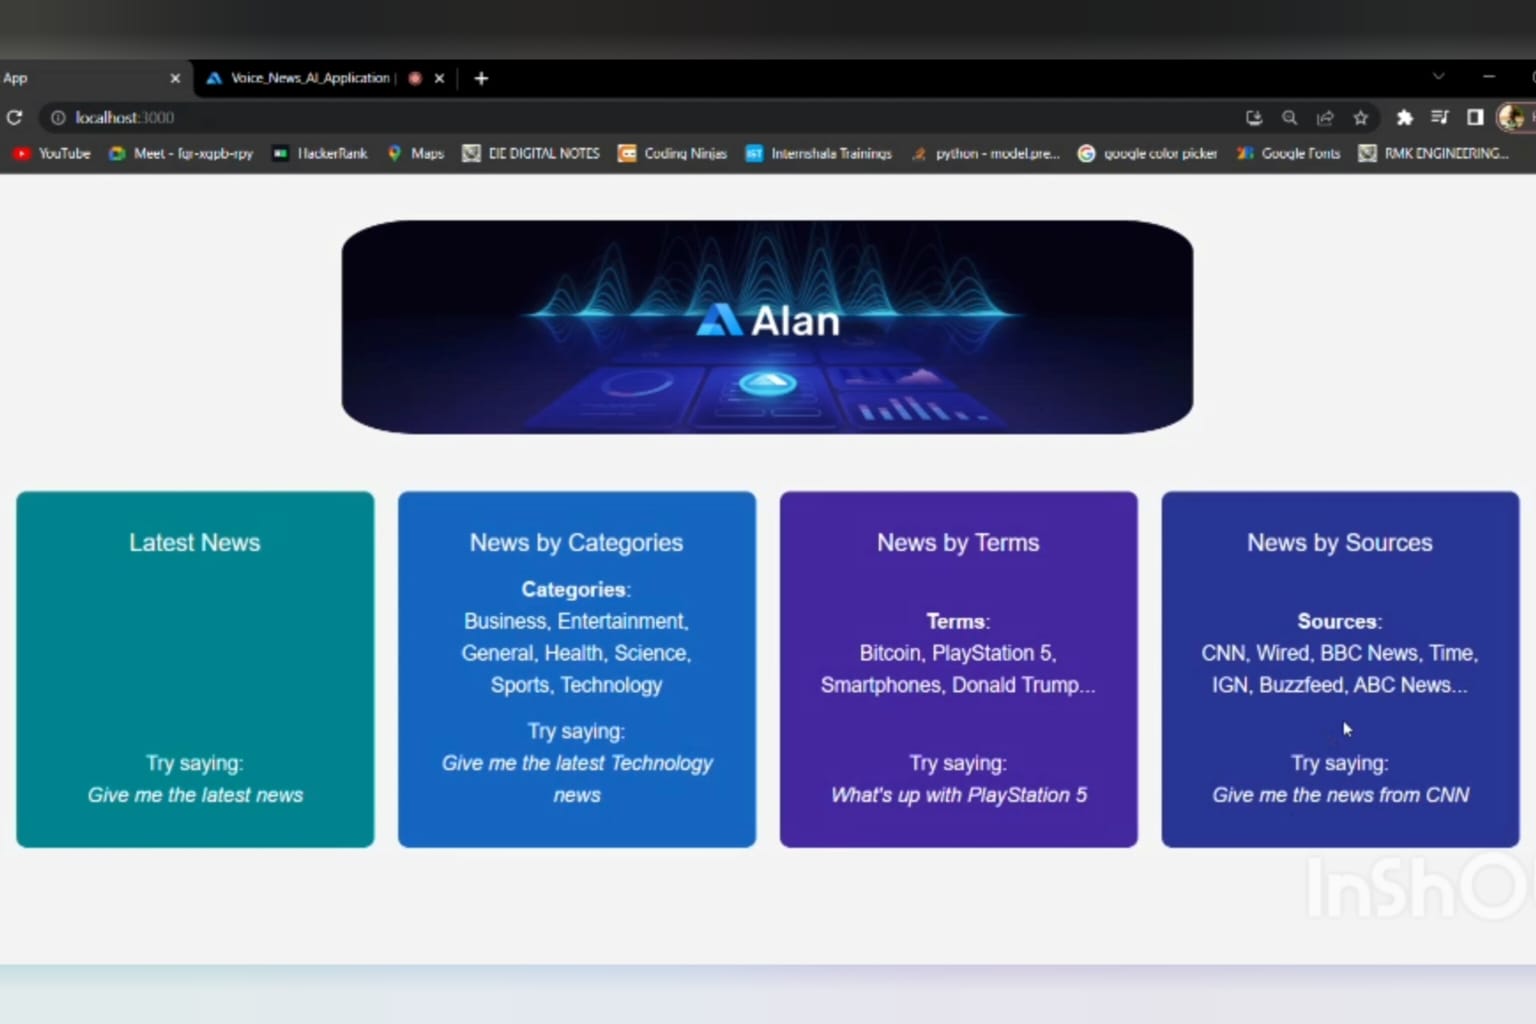 App
Voice_News_AI_Application |
localhost:3000
YouTube
Meet - fqr-xqpb-rpy
HackerRank
Maps
EIE DIGITAL NOTES
Coding Ninjas
Internshala Trainings
python - model.pre...
google color picker
Google Fonts
RMK ENGINEERING...
Alan
Latest News
Try saying:
Give me the latest news
News by Categories
Categories:
Business, Entertainment,
General, Health, Science,
Sports, Technology
Try saying:
Give me the latest Technology
news
News by Terms
Terms:
Bitcoin, PlayStation 5,
Smartphones, Donald Trump...
Try saying:
What's up with PlayStation 5
News by Sources
Sources:
CNN, Wired, BBC News, Time,
IGN, Buzzfeed, ABC News...
Try saying:
Give me the news from CNN
InShO